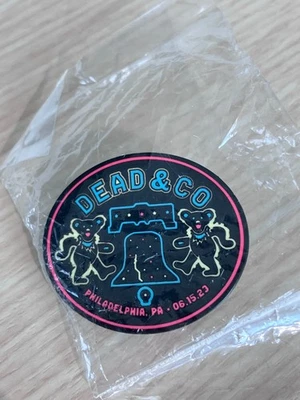 DEAD & CO
PHILADELPHIA, PA • 06.15.23